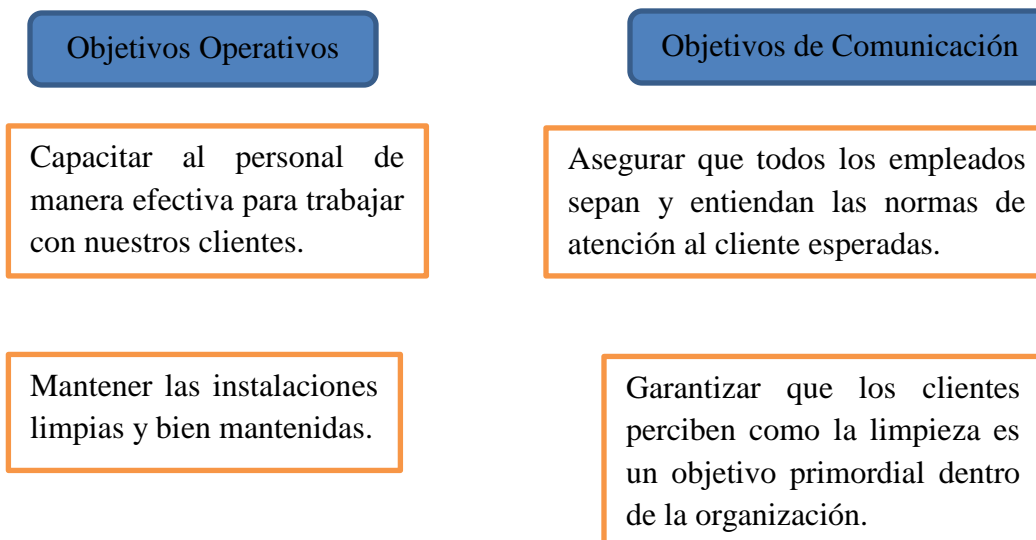 Objetivos Operativos
Objetivos de Comunicación
Capacitar al personal de
manera efectiva para trabajar
con nuestros clientes.
Asegurar que todos los empleados
sepan y entiendan las normas de
atención al cliente esperadas.
Mantener las instalaciones
limpias y bien mantenidas.
Garantizar que los clientes
perciben como la limpieza es
un objetivo primordial dentro
de la organización.